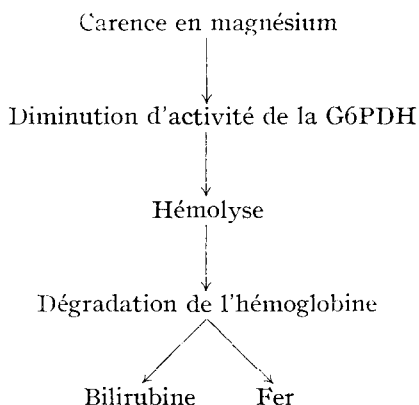 Carence en magnésium
Diminution d'activité de la G6PDH
Hémolyse
Dégradation de l'hémoglobine
Bilirubine Fer